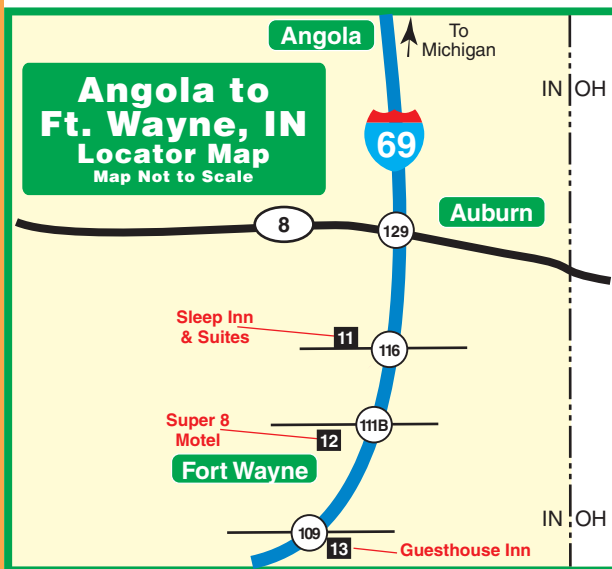 Angola
To
Michigan
Angola to
Ft. Wayne, IN
Locator Map
Map Not to Scale
IN OH
69
Auburn
8
129
Sleep Inn
& Suites
11
116
Super 8
Motel
12
111B
Fort Wayne
109
13
Guesthouse Inn
IN OH